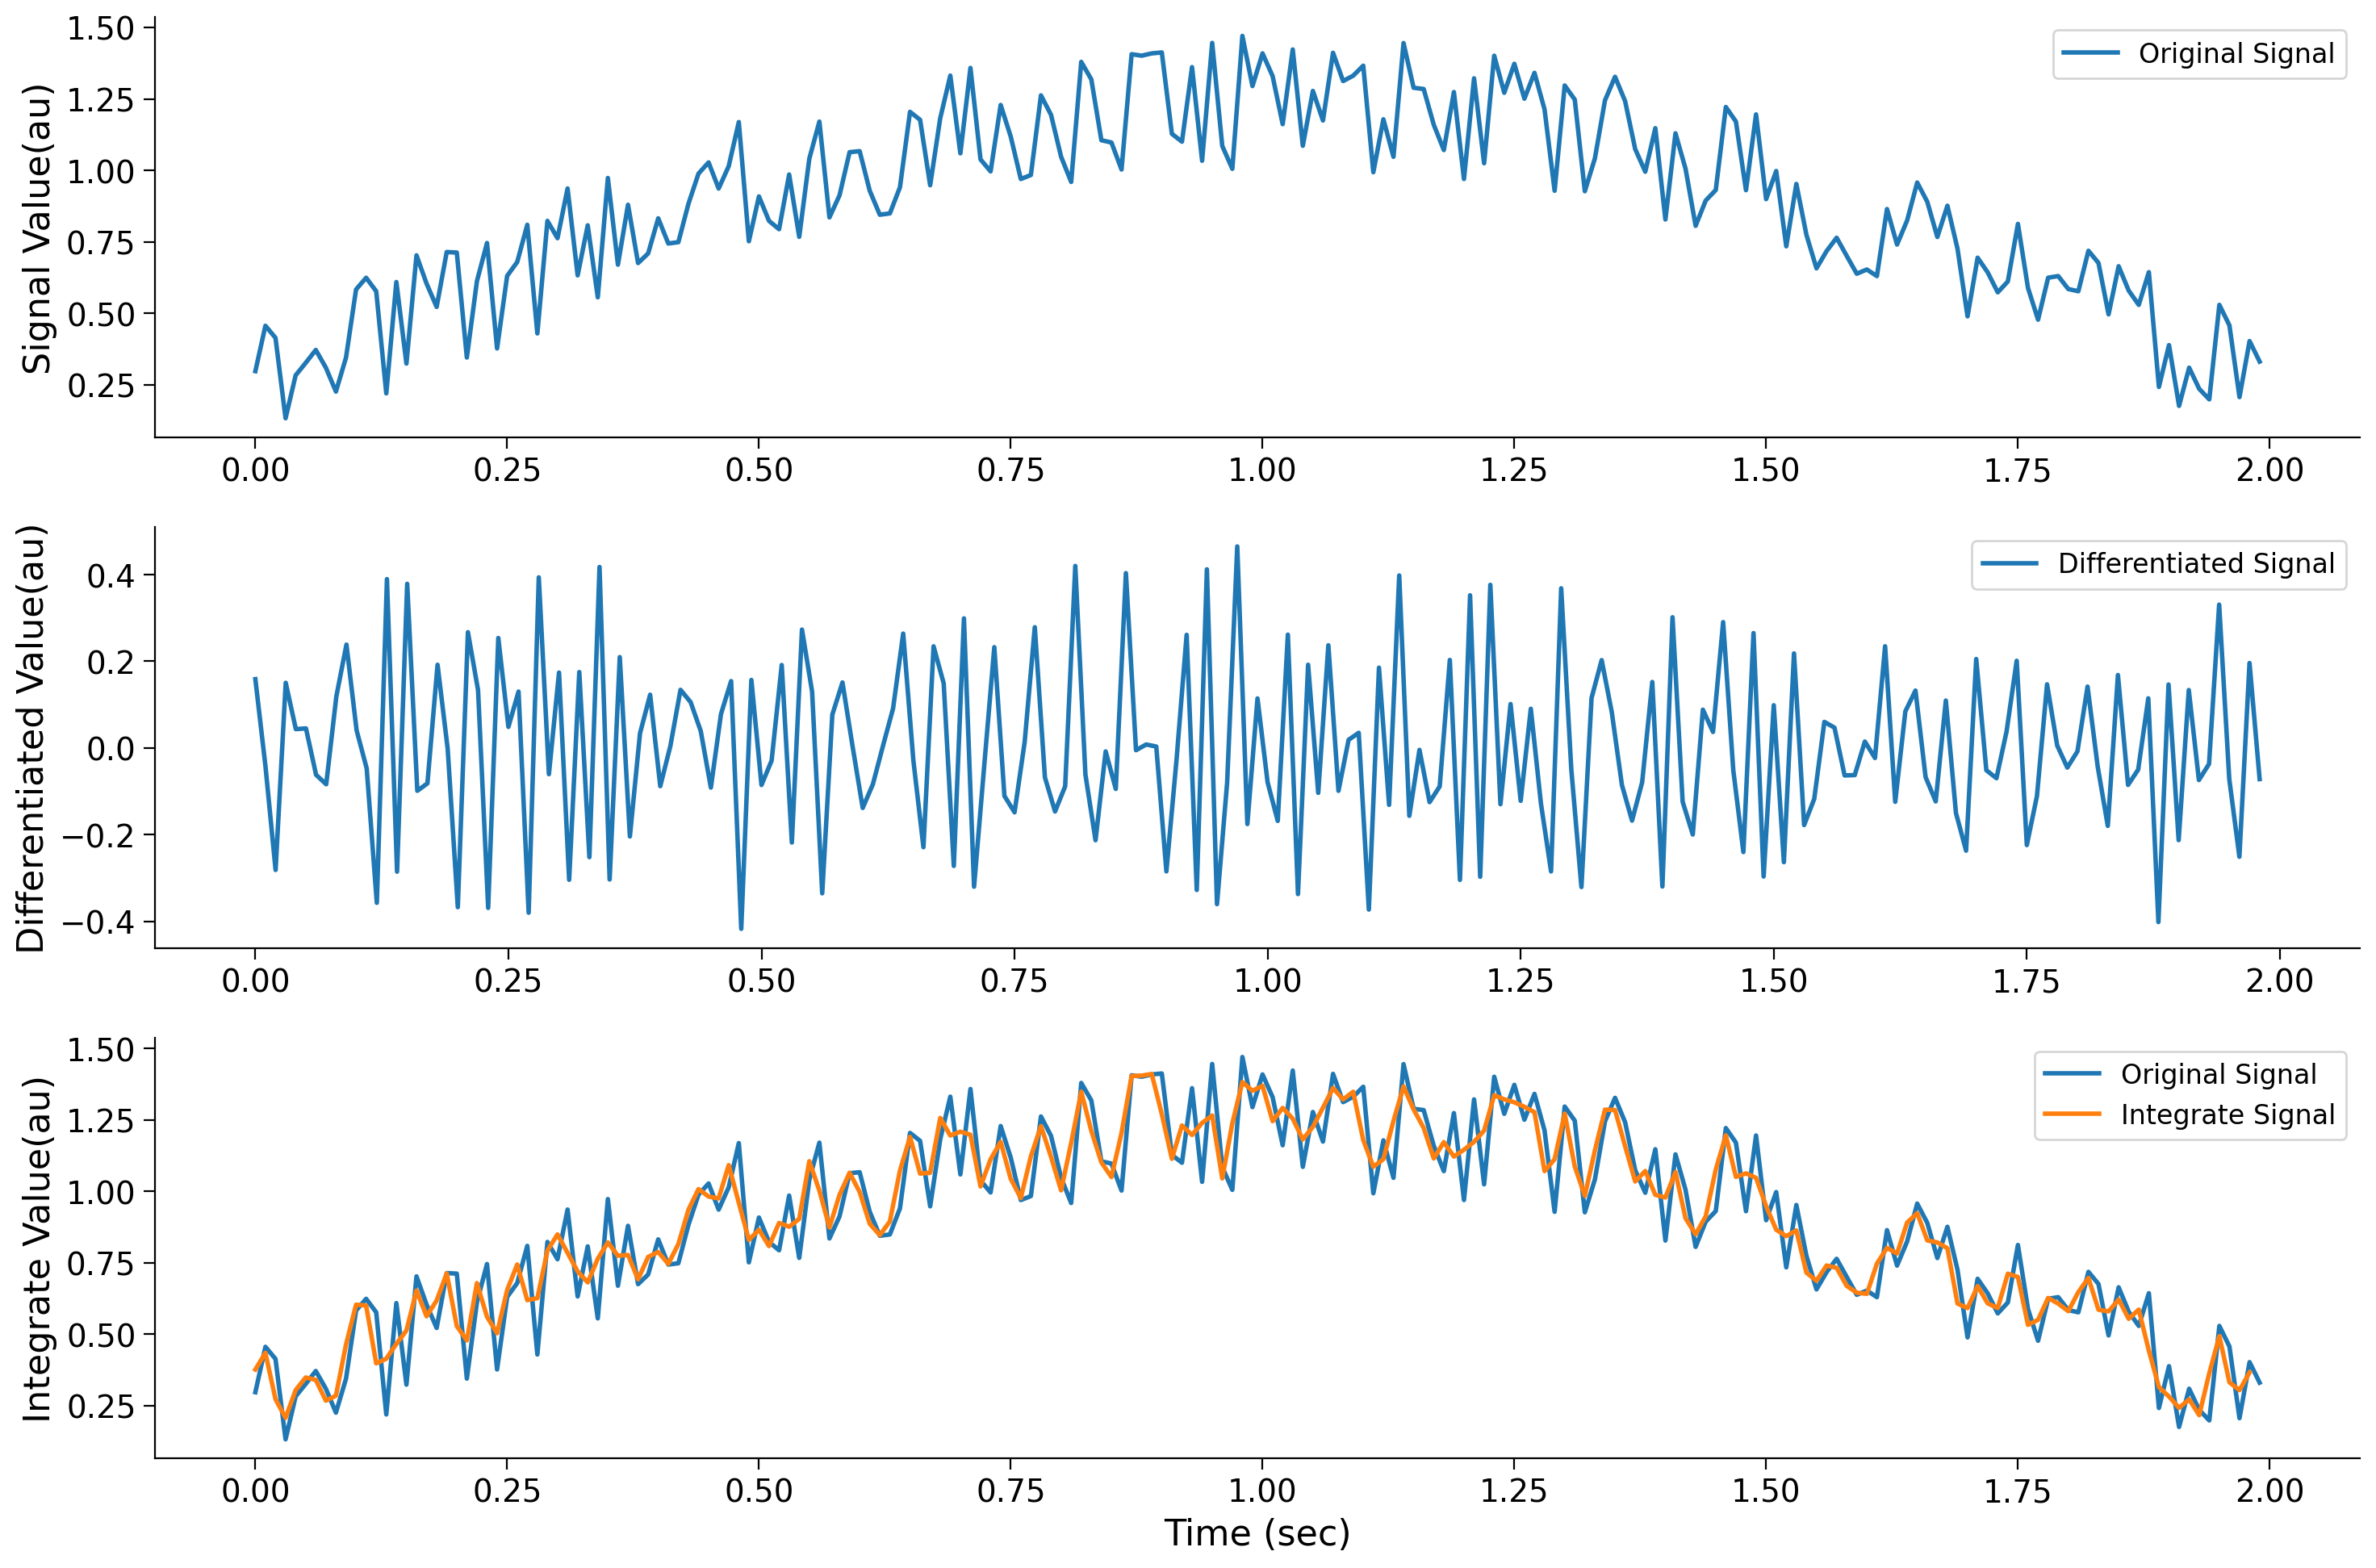 Signal Value(au)
1.50
1.25
1.00
0.75
0.50
0.25
Original Signal
0.00 0.25 0.50 0.75 1.00 1.25 1.50 1.75 2.00
Differentiated Value(au)
0.4
0.2
0.0
−0.2
−0.4
Differentiated Signal
0.00 0.25 0.50 0.75 1.00 1.25 1.50 1.75 2.00
Integrate Value(au)
1.50
1.25
1.00
0.75
0.50
0.25
Original Signal
Integrate Signal
0.00 0.25 0.50 0.75 1.00 1.25 1.50 1.75 2.00
Time (sec)